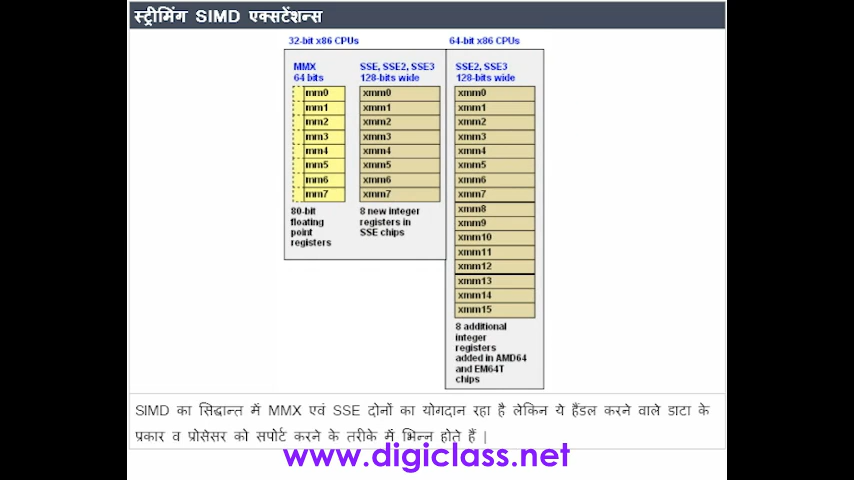 स्ट्रीमिंग SIMD एक्सटेंशन्स
32-bit x86 CPUs
64-bit x86 CPUs
MMX
64 bits
mm0
mm1
mm2
mm3
mm4
mm5
mm6
mm7
80-bit
floating
point
registers
SSE, SSE2, SSE3
128-bits wide
xmm0
xmm1
xmm2
xmm3
xmm4
xmm5
xmm6
xmm7
8 new integer
registers in
SSE chips
SSE2, SSE3
128-bits wide
xmm0
xmm1
xmm2
xmm3
xmm4
xmm5
xmm6
xmm7
xmm8
xmm9
xmm10
xmm11
xmm12
xmm13
xmm14
xmm15
8 additional
integer
registers
added in AMD64
and EM64T
chips
SIMD का सिद्धान्त में MMX एवं SSE दोनों का योगदान रहा है लेकिन ये हैंडल करने वाले डाटा के
प्रकार व प्रोसेसर को सपोर्ट करने के तरीके में भिन्न होते हैं |
www.digiclass.net